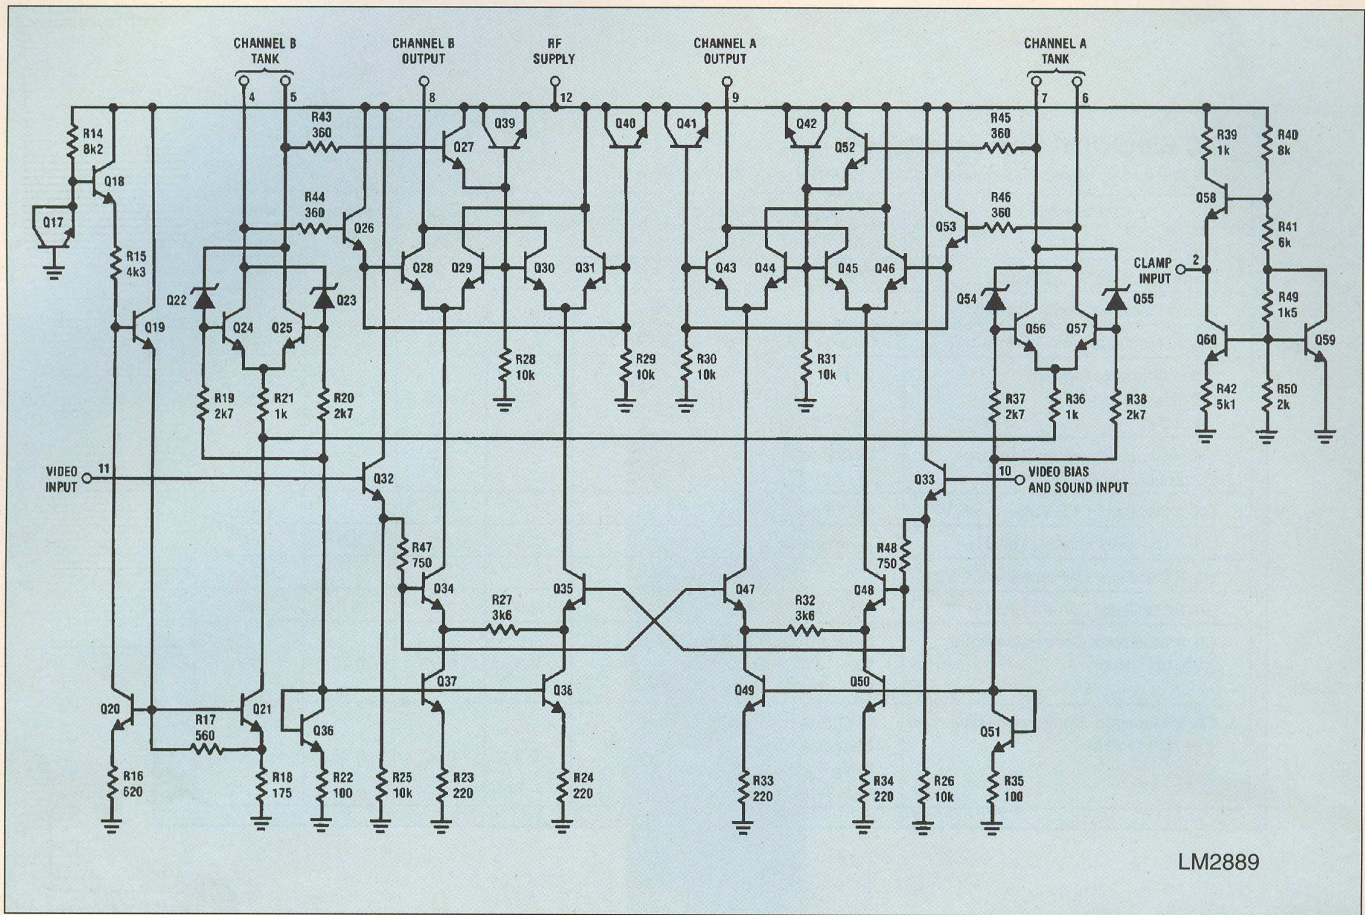 CHANNEL B
TANK
CHANNEL B
OUTPUT
RF
SUPPLY
CHANNEL A
OUTPUT
CHANNEL A
TANK
4
5
8
12
9
7
6
R14
8k2
Q18
Q17
R15
4k3
Q19
R43
360
R44
360
Q26
Q27
Q39
Q40
Q41
Q42
Q52
R45
360
R46
360
Q53
R39
1k
R40
8k
Q58
R41
6k
CLAMP
INPUT
2
R49
1k5
Q60
Q59
R42
5k1
R50
2k
Q22
Q23
Q24
Q25
Q28
Q29
Q30
Q31
Q43
Q44
Q45
Q46
Q54
Q55
Q56
Q57
R19
2k7
R21
1k
R20
2k7
R28
10k
R29
10k
R30
10k
R31
10k
R37
2k7
R36
1k
R38
2k7
VIDEO
INPUT
11
Q32
Q33
10
VIDEO BIAS
AND SOUND INPUT
R47
750
R48
750
Q34
Q35
R27
3k6
Q47
R32
3k6
Q48
Q20
R17
560
Q21
Q36
Q37
Q38
Q49
Q50
Q51
R16
620
R18
175
R22
100
R25
10k
R23
220
R24
220
R33
220
R34
220
R26
10k
R35
100
LM2889